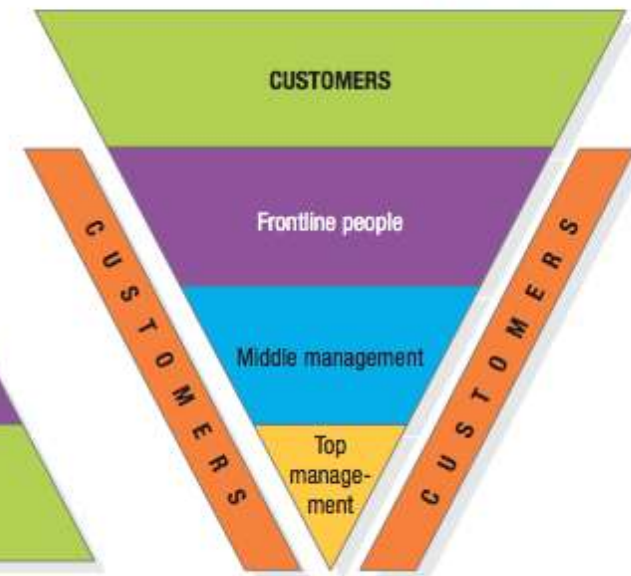 CUSTOMERS
Frontline people
Middle management
Top
manage-
ment
CUSTOMERS
CUSTOMERS